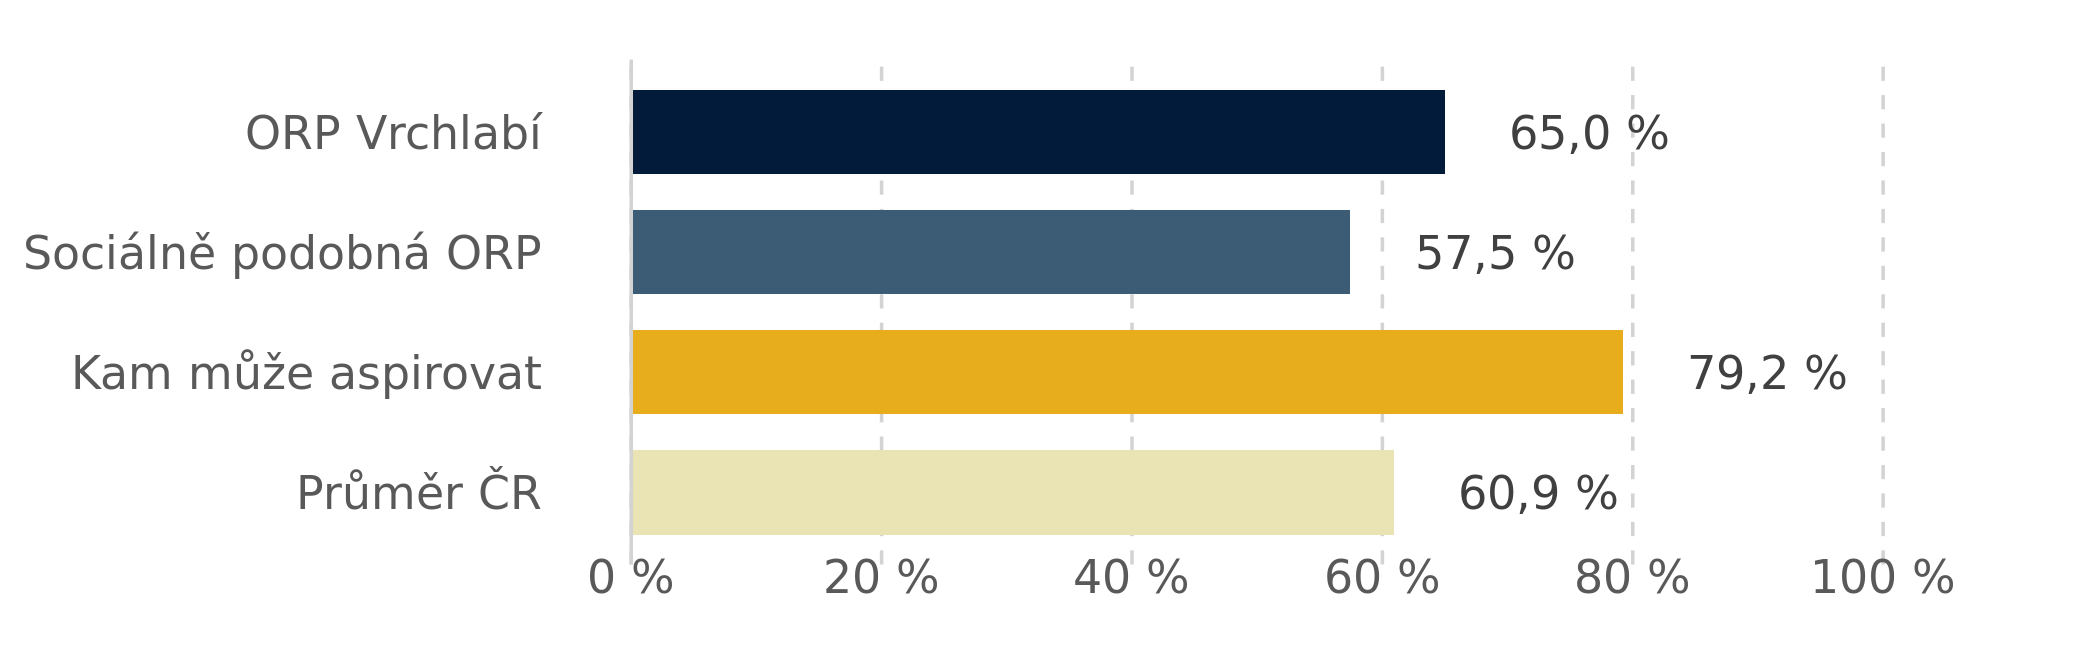 ORP Vrchlabí 65,0 %
Sociálně podobná ORP 57,5 %
Kam může aspirovat 79,2 %
Průměr ČR 60,9 %
0 % 20 % 40 % 60 % 80 % 100 %